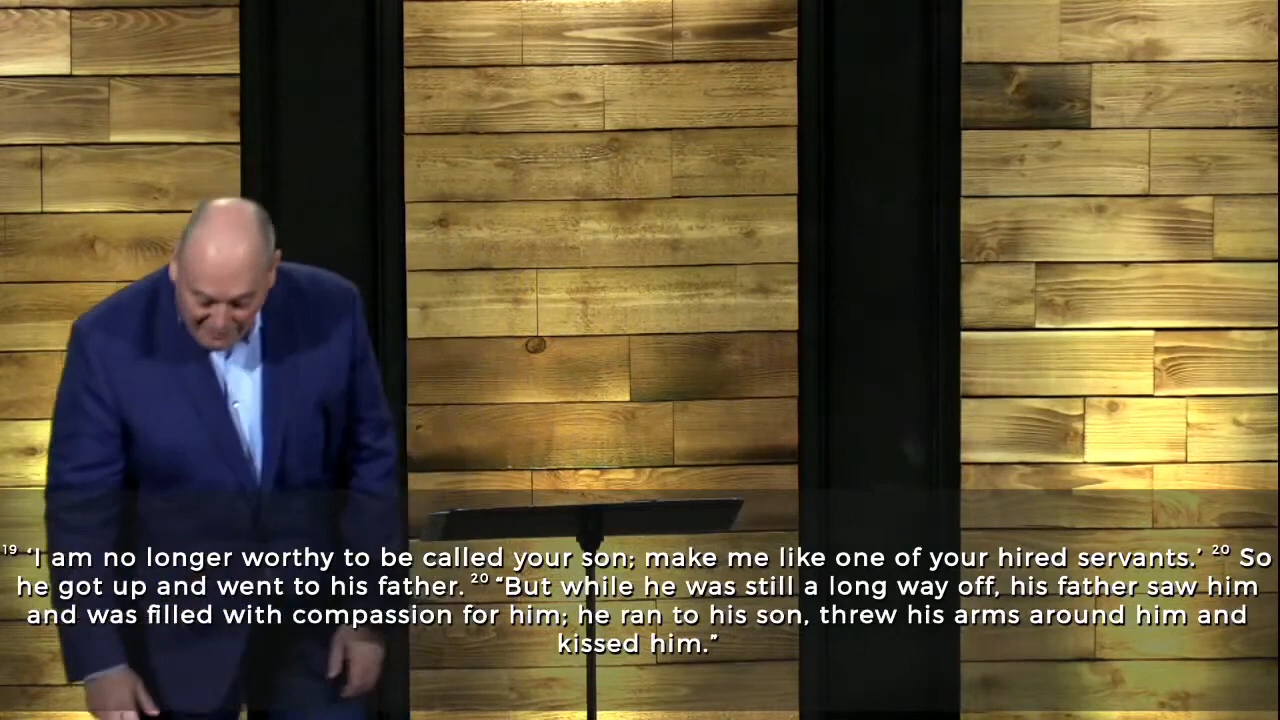 ¹⁹ ‘I am no longer worthy to be called your son; make me like one of your hired servants.’ ²⁰ So
he got up and went to his father. ²⁰ “But while he was still a long way off, his father saw him
and was filled with compassion for him; he ran to his son, threw his arms around him and
kissed him.”